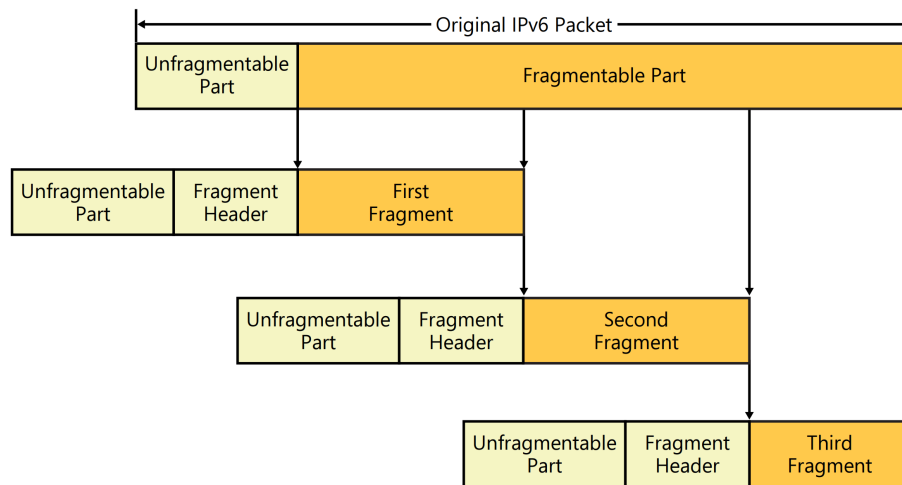 Original IPv6 Packet
Unfragmentable
Part
Fragmentable Part
Unfragmentable
Part
Fragment
Header
First
Fragment
Unfragmentable
Part
Fragment
Header
Second
Fragment
Unfragmentable
Part
Fragment
Header
Third
Fragment